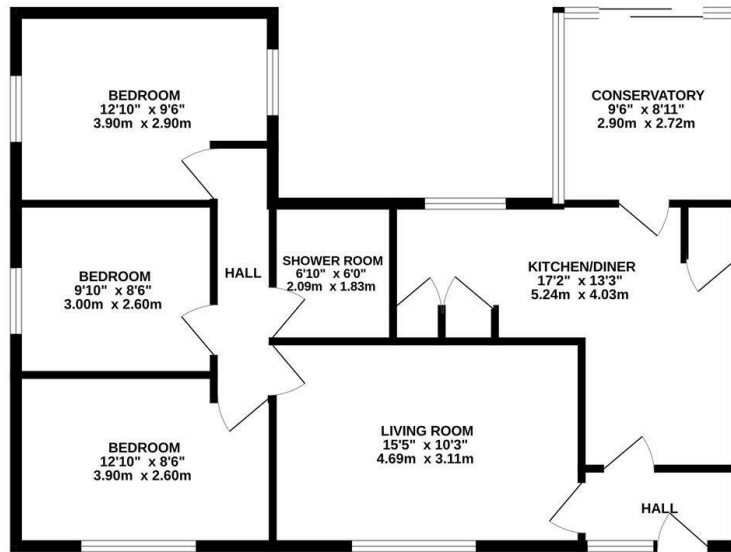 BEDROOM
12'10" x 9'6"
3.90m x 2.90m
CONSERVATORY
9'6" x 8'11"
2.90m x 2.72m
BEDROOM
9'10" x 8'6"
3.00m x 2.60m
HALL
SHOWER ROOM
6'10" x 6'0"
2.09m x 1.83m
KITCHEN/DINER
17'2" x 13'3"
5.24m x 4.03m
BEDROOM
12'10" x 8'6"
3.90m x 2.60m
LIVING ROOM
15'5" x 10'3"
4.69m x 3.11m
HALL